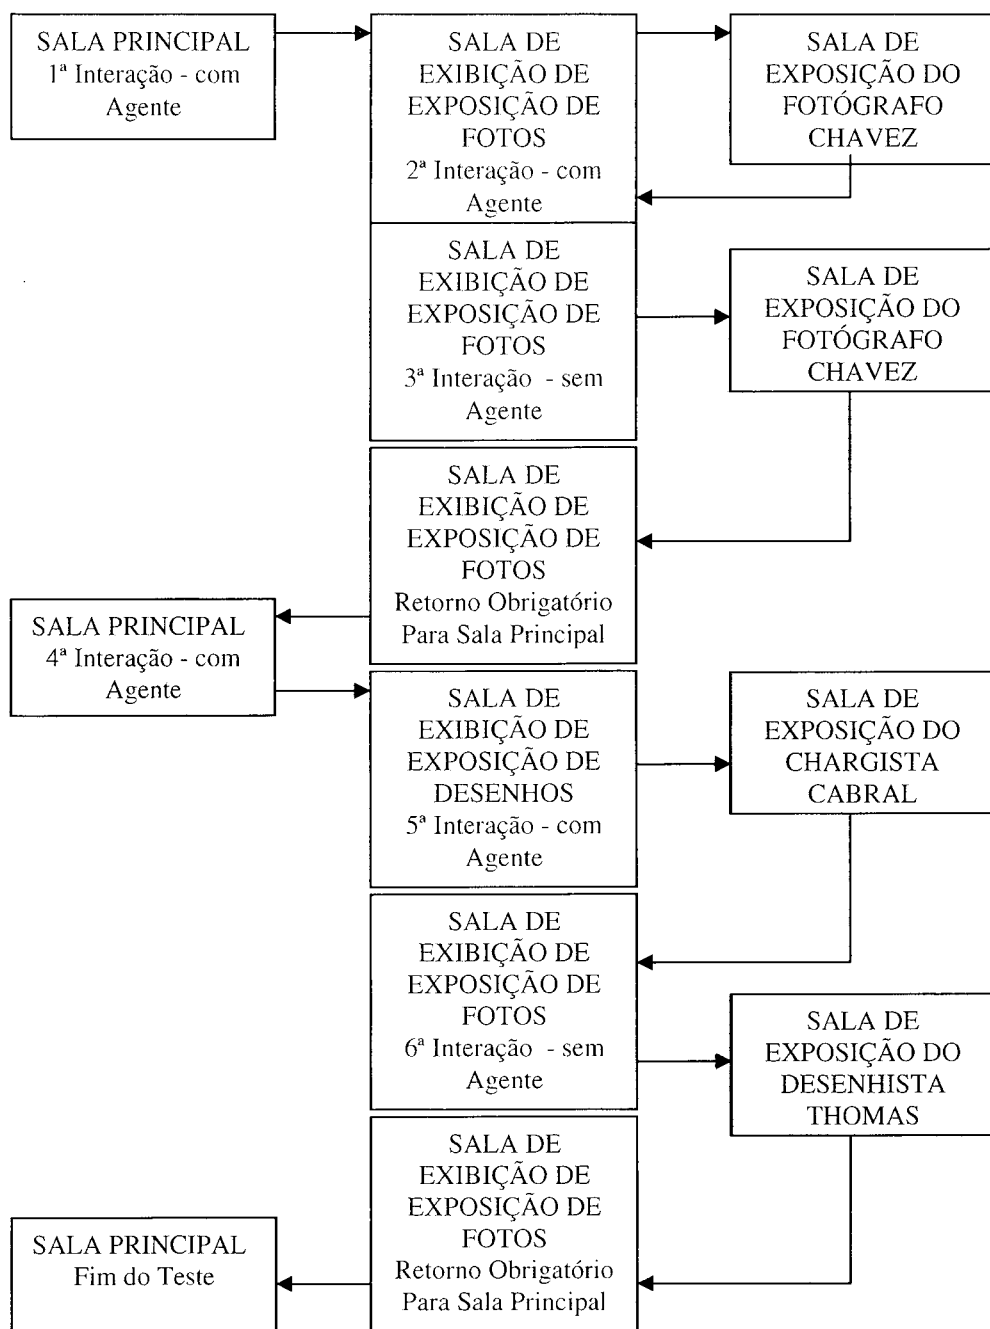 SALA PRINCIPAL
1ª Interação - com
Agente
SALA DE
EXIBIÇÃO DE
EXPOSIÇÃO DE
FOTOS
2ª Interação - com
Agente
SALA DE
EXPOSIÇÃO DO
FOTÓGRAFO
CHAVEZ
SALA DE
EXIBIÇÃO DE
EXPOSIÇÃO DE
FOTOS
3ª Interação - sem
Agente
SALA DE
EXPOSIÇÃO DO
FOTÓGRAFO
CHAVEZ
SALA DE
EXIBIÇÃO DE
EXPOSIÇÃO DE
FOTOS
Retorno Obrigatório
Para Sala Principal
SALA PRINCIPAL
4ª Interação - com
Agente
SALA DE
EXIBIÇÃO DE
EXPOSIÇÃO DE
DESENHOS
5ª Interação - com
Agente
SALA DE
EXPOSIÇÃO DO
CHARGISTA
CABRAL
SALA DE
EXIBIÇÃO DE
EXPOSIÇÃO DE
FOTOS
6ª Interação - sem
Agente
SALA DE
EXPOSIÇÃO DO
DESENHISTA
THOMAS
SALA DE
EXIBIÇÃO DE
EXPOSIÇÃO DE
FOTOS
Retorno Obrigatório
Para Sala Principal
SALA PRINCIPAL
Fim do Teste